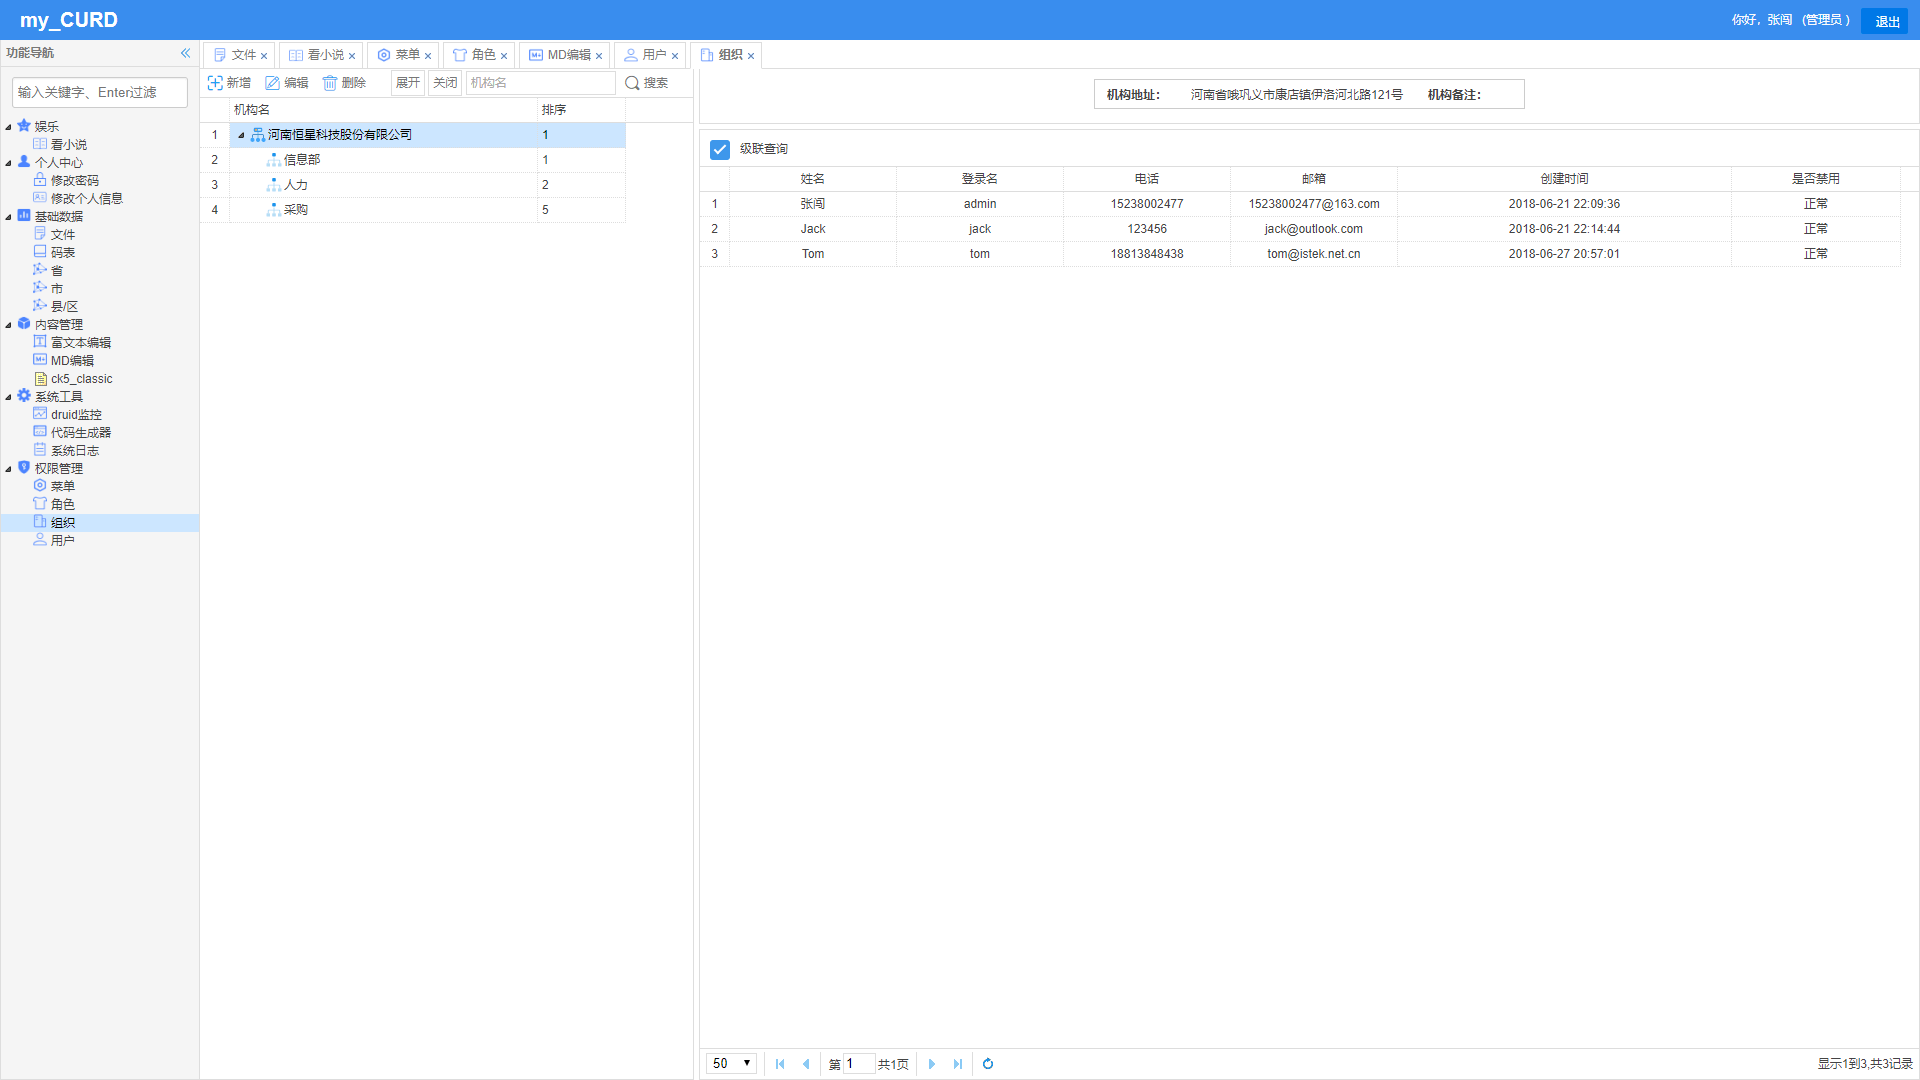 my_CURD
你好，张闯 （管理员 ）
退出
功能导航
输入关键字、Enter过滤
娱乐
看小说
个人中心
修改密码
修改个人信息
基础数据
文件
码表
省
市
县/区
内容管理
富文本编辑
MD编辑
ck5_classic
系统工具
druid监控
代码生成器
系统日志
权限管理
菜单
角色
组织
用户
文件 看小说 菜单 角色 MD编辑 用户 组织
新增 编辑 删除 展开 关闭 机构名 搜索
机构名 排序
1 河南恒星科技股份有限公司 1
2 信息部 1
3 人力 2
4 采购 5
机构地址： 河南省哦巩义市康店镇伊洛河北路121号 机构备注：
级联查询
姓名 登录名 电话 邮箱 创建时间 是否禁用
1 张闯 admin 15238002477 15238002477@163.com 2018-06-21 22:09:36 正常
2 Jack jack 123456 jack@outlook.com 2018-06-21 22:14:44 正常
3 Tom tom 18813848438 tom@istek.net.cn 2018-06-27 20:57:01 正常
50 第 1 共1页 显示1到3,共3记录